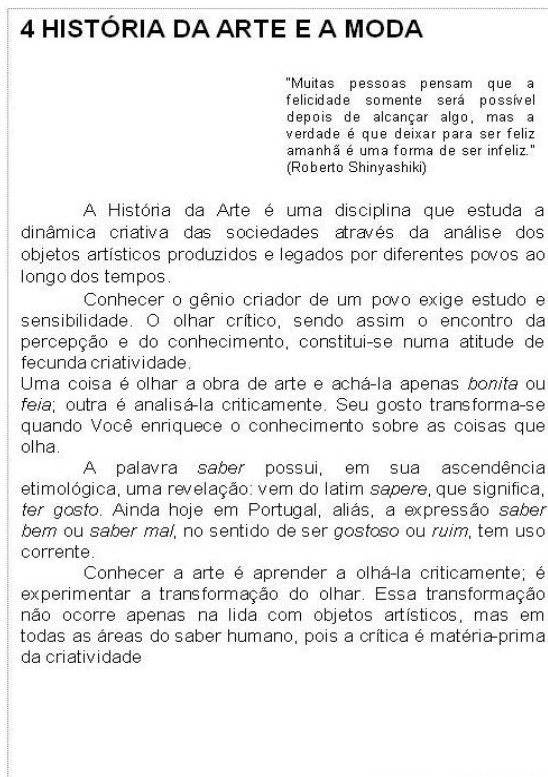 4 HISTÓRIA DA ARTE E A MODA
"Muitas pessoas pensam que a
felicidade somente será possível
depois de alcançar algo, mas a
verdade é que deixar para ser feliz
amanhã é uma forma de ser infeliz."
(Roberto Shinyashiki)
A História da Arte é uma disciplina que estuda a
dinâmica criativa das sociedades através da análise dos
objetos artísticos produzidos e legados por diferentes povos ao
longo dos tempos.
Conhecer o gênio criador de um povo exige estudo e
sensibilidade. O olhar crítico, sendo assim o encontro da
percepção e do conhecimento, constitui-se numa atitude de
fecunda criatividade.
Uma coisa é olhar a obra de arte e achá-la apenas bonita ou
feia; outra é analisá-la criticamente. Seu gosto transforma-se
quando Você enriquece o conhecimento sobre as coisas que
olha.
A palavra saber possui, em sua ascendência
etimológica, uma revelação: vem do latim sapere, que significa,
ter gosto. Ainda hoje em Portugal, aliás, a expressão saber
bem ou saber mal, no sentido de ser gostoso ou ruim, tem uso
corrente.
Conhecer a arte é aprender a olhá-la criticamente; é
experimentar a transformação do olhar. Essa transformação
não ocorre apenas na lida com objetos artísticos, mas em
todas as áreas do saber humano, pois a crítica é matéria-prima
da criatividade